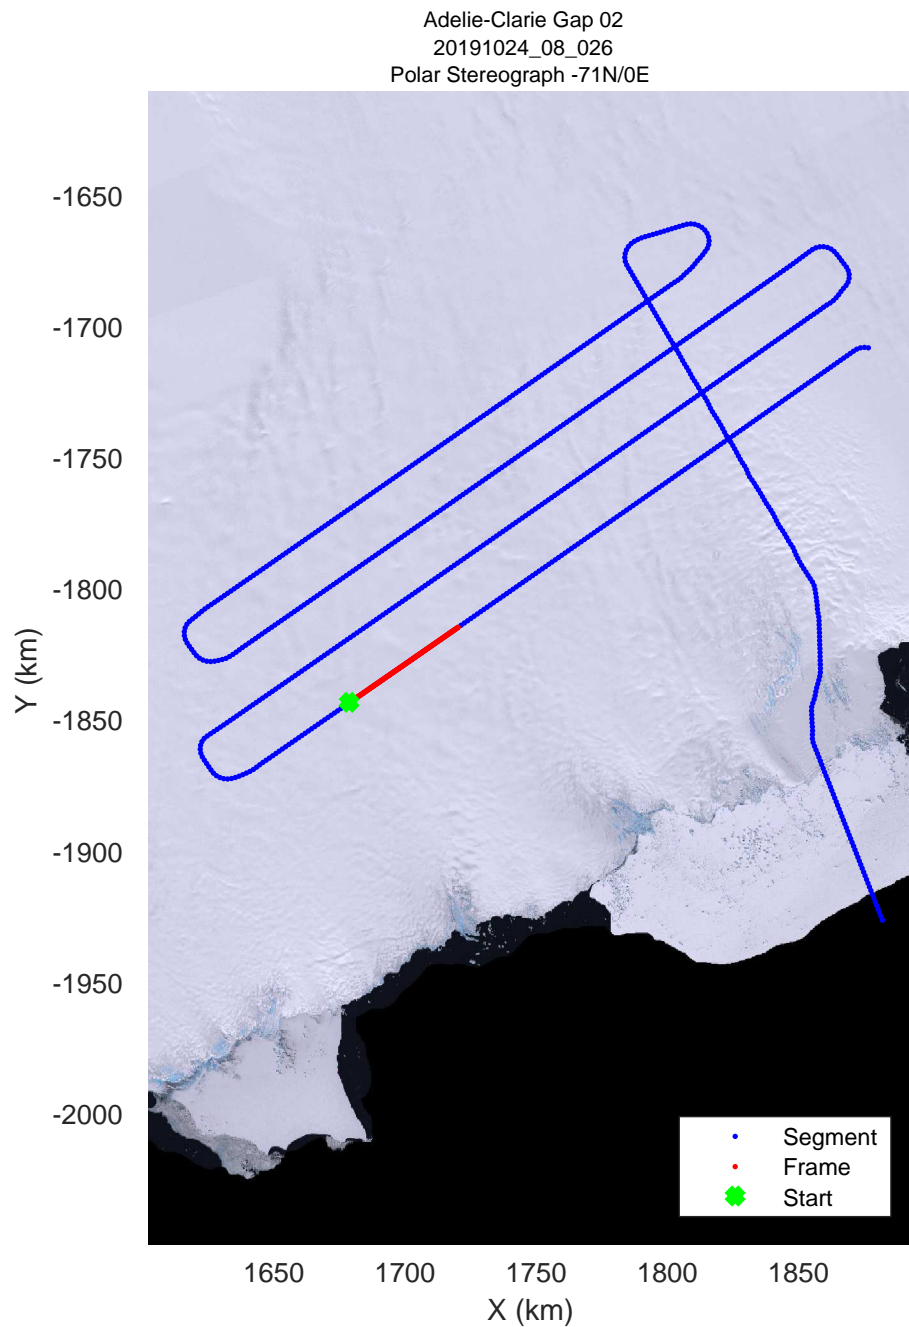 Adelie-Clarie Gap 02
20191024_08_026
Polar Stereograph -71N/0E
-1650
-1700
-1750
-1800
-1850
-1900
-1950
-2000
Y (km)
1650 1700 1750 1800 1850
X (km)
Segment
Frame
Start